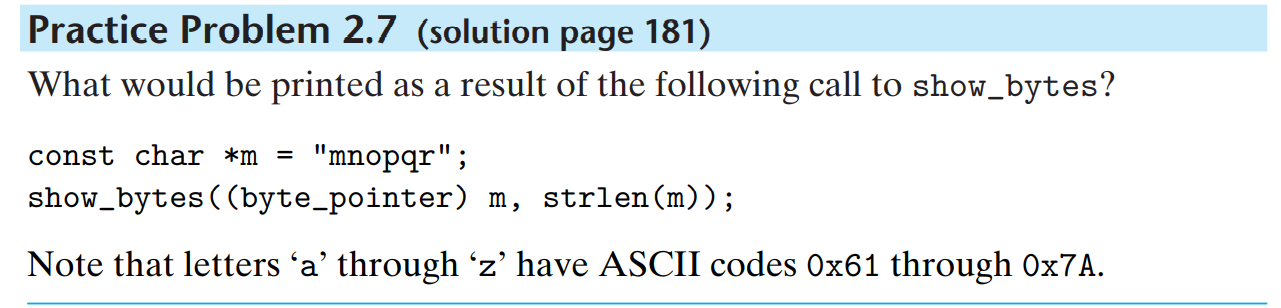 Practice Problem 2.7 (solution page 181)
What would be printed as a result of the following call to show_bytes?
const char *m = "mnopqr";
show_bytes((byte_pointer) m, strlen(m));
Note that letters ‘a’ through ‘z’ have ASCII codes 0x61 through 0x7A.